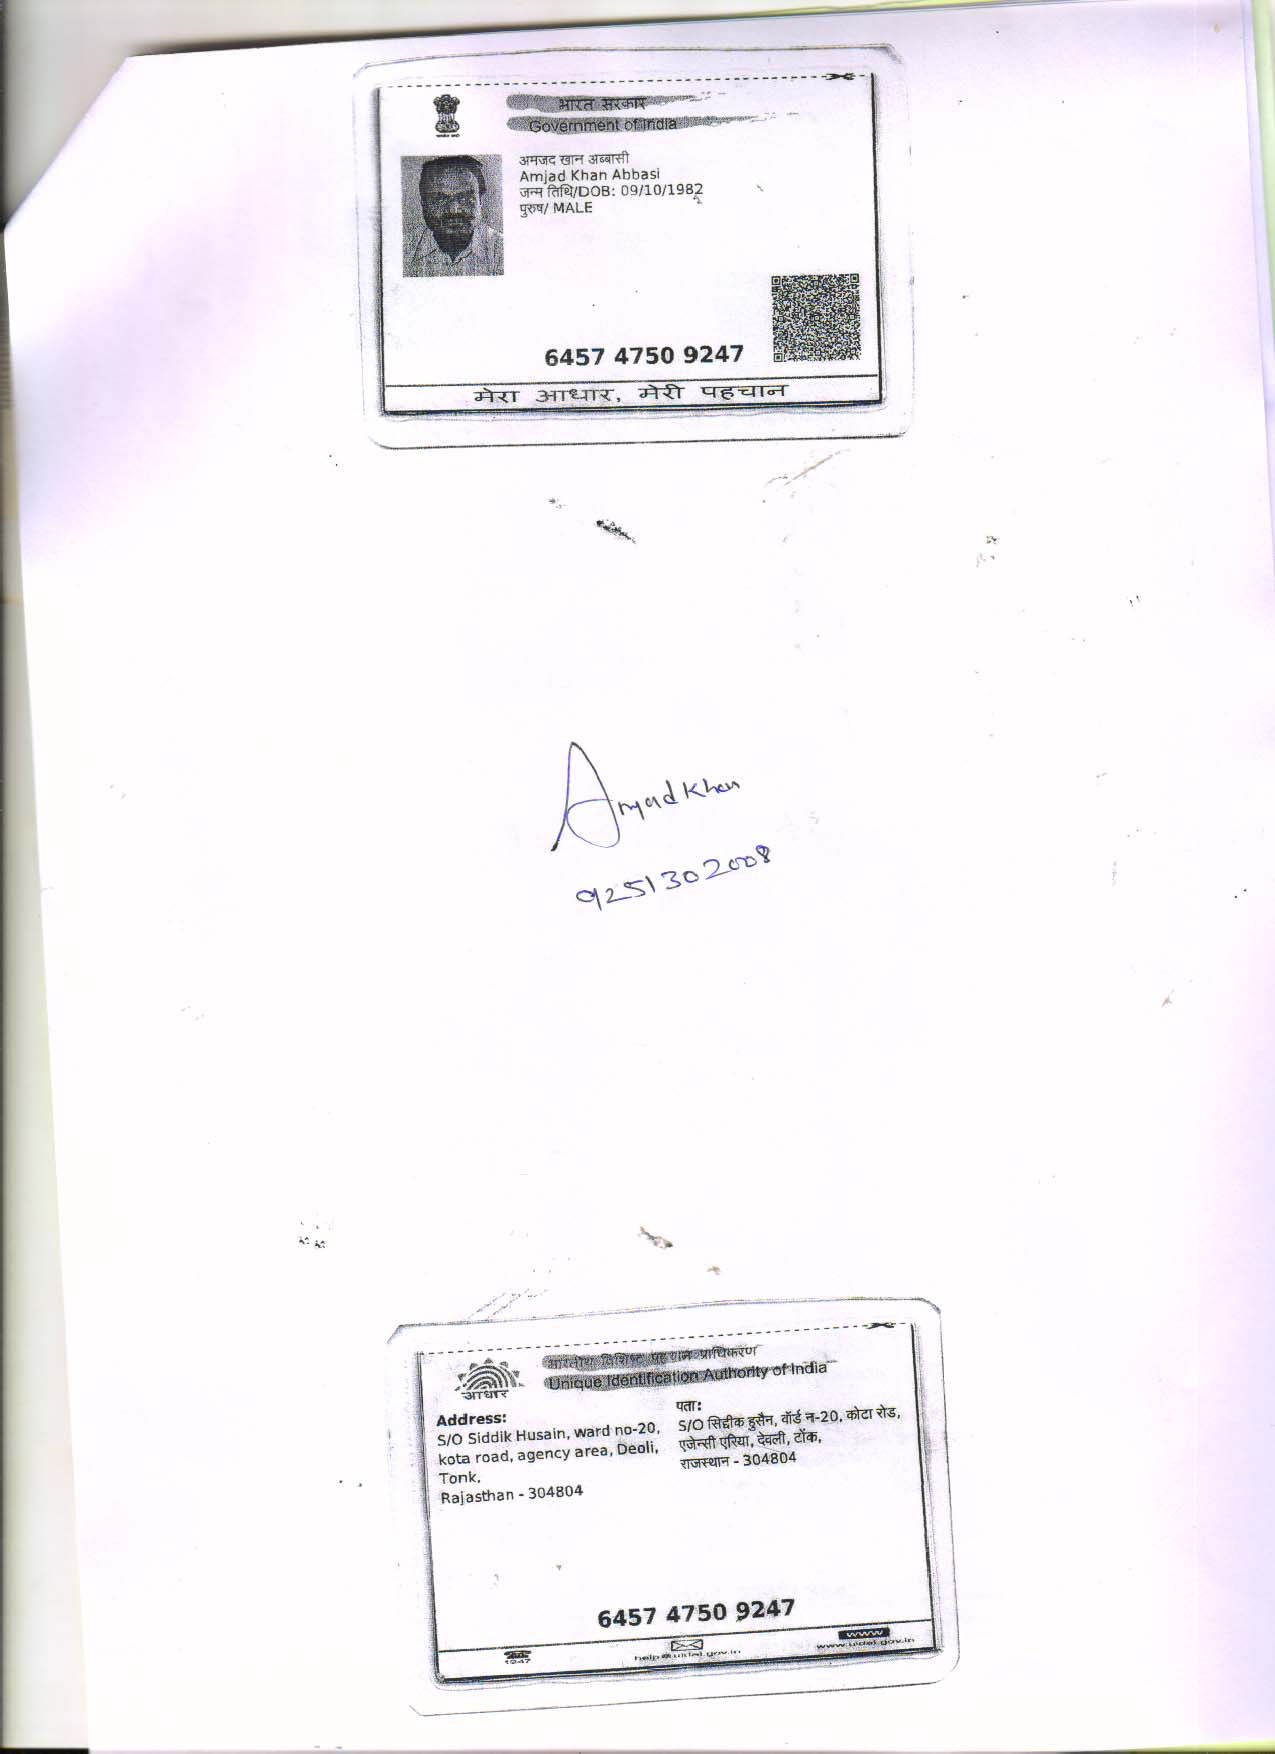 भारत सरकार
Government of India
अमजद खान अब्बासी
Amjad Khan Abbasi
जन्म तिथि/DOB: 09/10/1982
पुरुष/ MALE
6457 4750 9247
मेरा आधार, मेरी पहचान
Amjad Khan
9251302008
भारतीय विशिष्ट पहचान प्राधिकरण
Unique Identification Authority of India
आधार
Address:
S/O Siddik Husain, ward no-20,
kota road, agency area, Deoli,
Tonk,
Rajasthan - 304804
पता:
S/O सिद्दीक हुसैन, वॉर्ड न-20, कोटा रोड,
एजेन्सी एरिया, देवली, टोंक,
राजस्थान - 304804
6457 4750 9247
1947
help@uidai.gov.in
www
www.uidai.gov.in